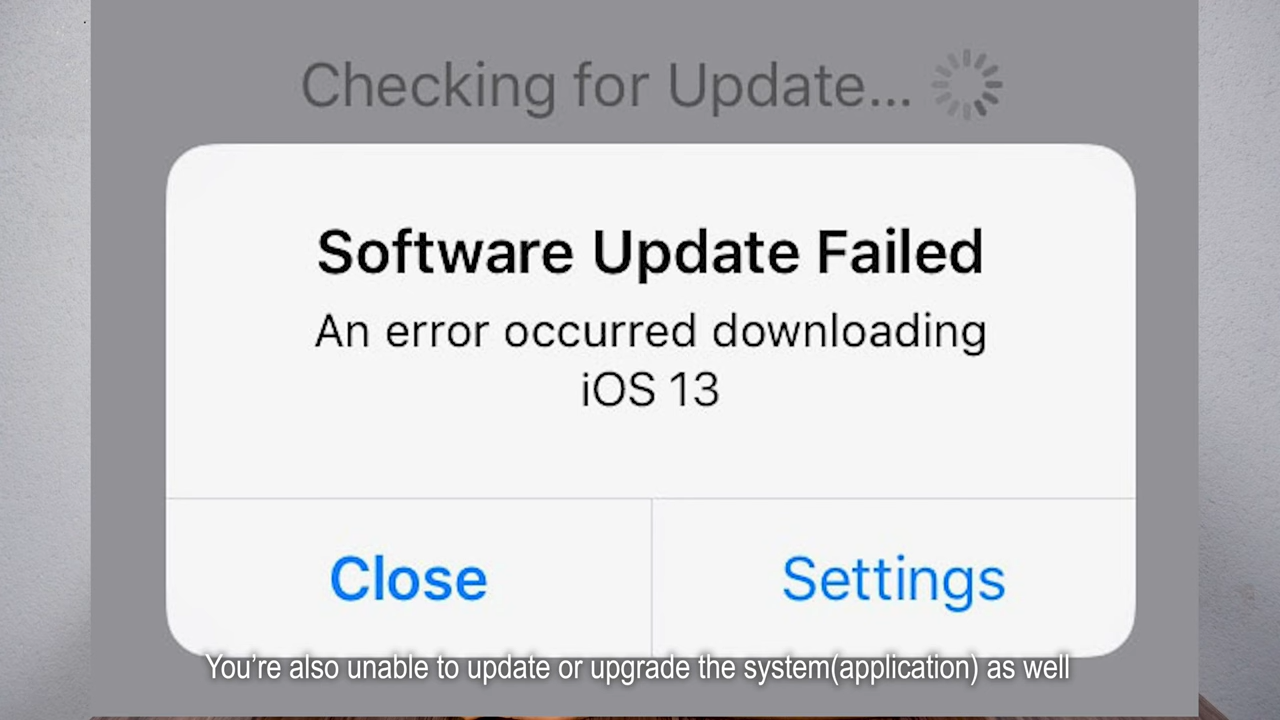 Checking for Update...
Software Update Failed
An error occurred downloading
iOS 13
Close
Settings
You're also unable to update or upgrade the system(application) as well